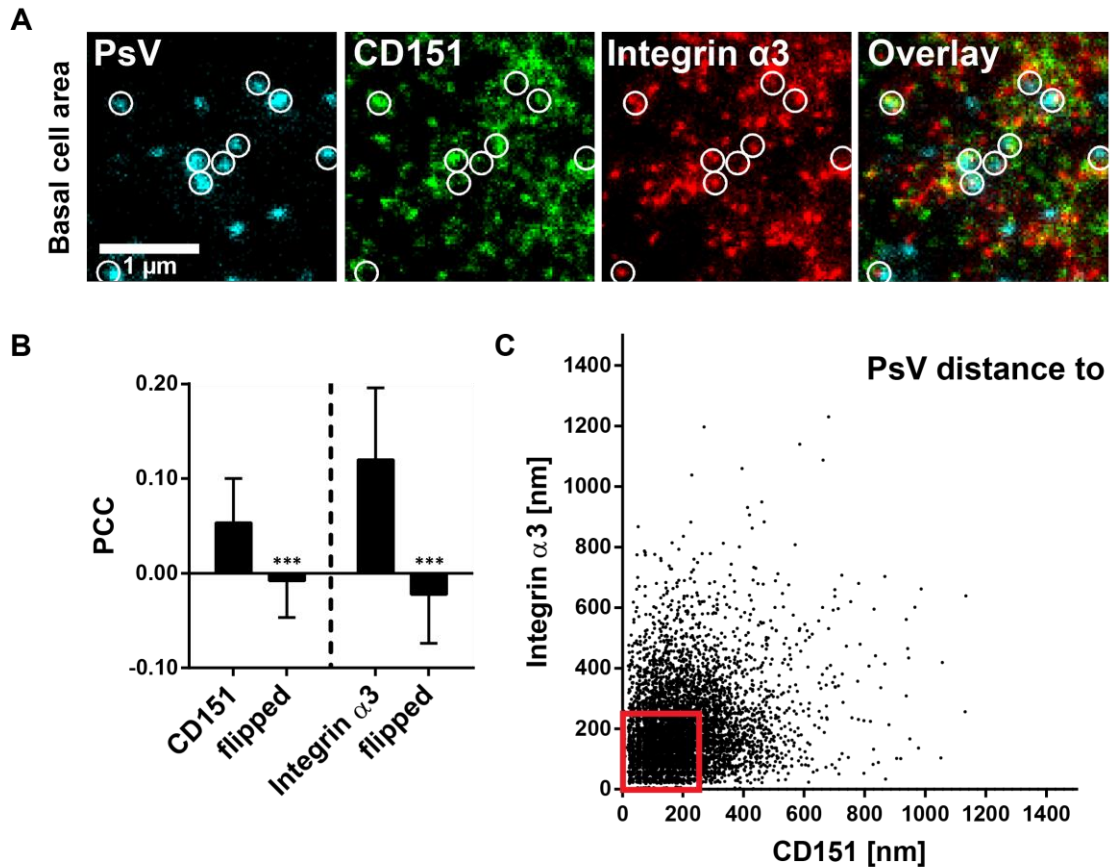 A
PsV
CD151
Integrin α3
Overlay
Basal cell area
1 μm
B
0.20
0.10
0.00
-0.10
PCC
***
***
CD151
flipped
Integrin α3
flipped
C
PsV distance to
1400
1200
1000
800
600
400
200
0
Integrin α3 [nm]
0 200 400 600 800 1000 1200 1400
CD151 [nm]